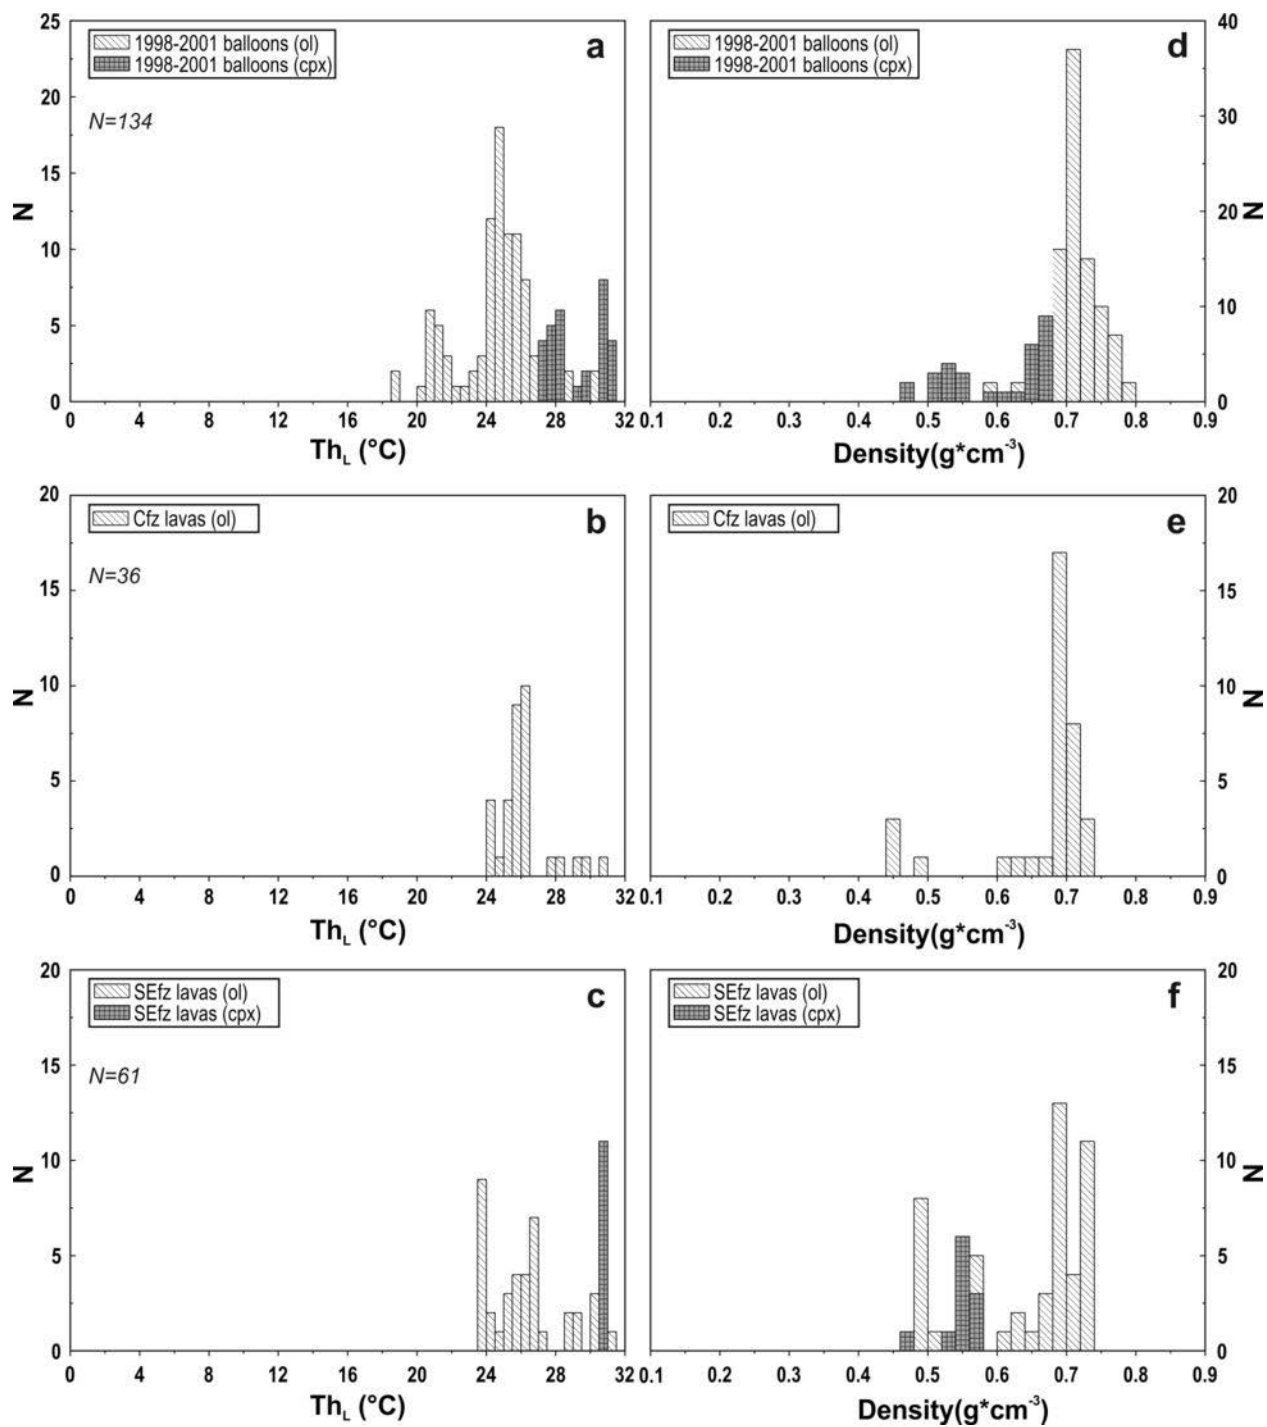 1998-2001 balloons (ol)
1998-2001 balloons (cpx)
a
N=134
25
20
15
10
5
0
N
0 4 8 12 16 20 24 28 32
Th_L (°C)
1998-2001 balloons (ol)
1998-2001 balloons (cpx)
d
40
30
20
10
0
N
0.1 0.2 0.3 0.4 0.5 0.6 0.7 0.8 0.9
Density(g*cm⁻³)
Cfz lavas (ol)
b
N=36
20
15
10
5
0
N
0 4 8 12 16 20 24 28 32
Th_L (°C)
Cfz lavas (ol)
e
20
15
10
5
0
N
0.1 0.2 0.3 0.4 0.5 0.6 0.7 0.8 0.9
Density(g*cm⁻³)
SEfz lavas (ol)
SEfz lavas (cpx)
c
N=61
20
15
10
5
0
N
0 4 8 12 16 20 24 28 32
Th_L (°C)
SEfz lavas (ol)
SEfz lavas (cpx)
f
20
15
10
5
0
N
0.1 0.2 0.3 0.4 0.5 0.6 0.7 0.8 0.9
Density(g*cm⁻³)